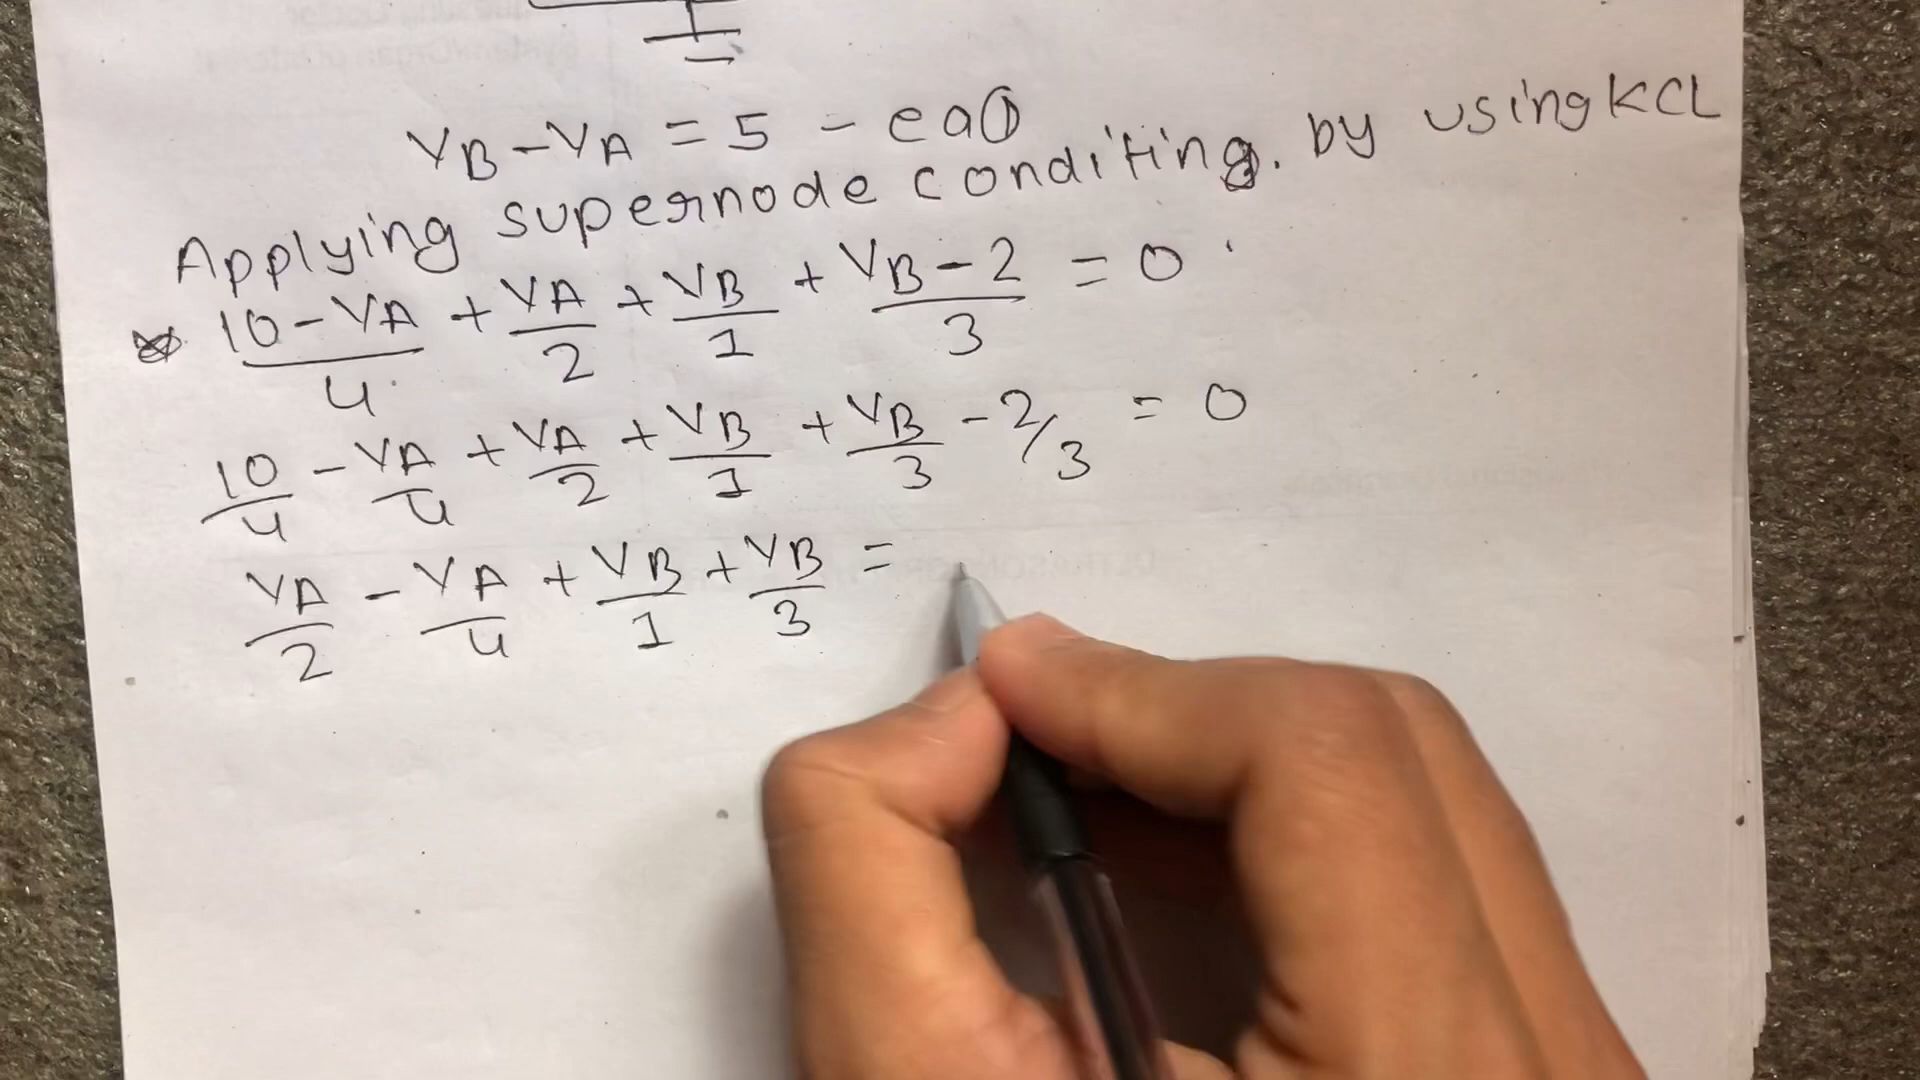 VB - VA = 5 - eq①
Applying supernode conditing. by using KCL
(10 - VA)/4 + VA/2 + VB/1 + (VB - 2)/3 = 0
10/4 - VA/4 + VA/2 + VB/1 + VB/3 - 2/3 = 0
VA/2 - VA/4 + VB/1 + VB/3 =